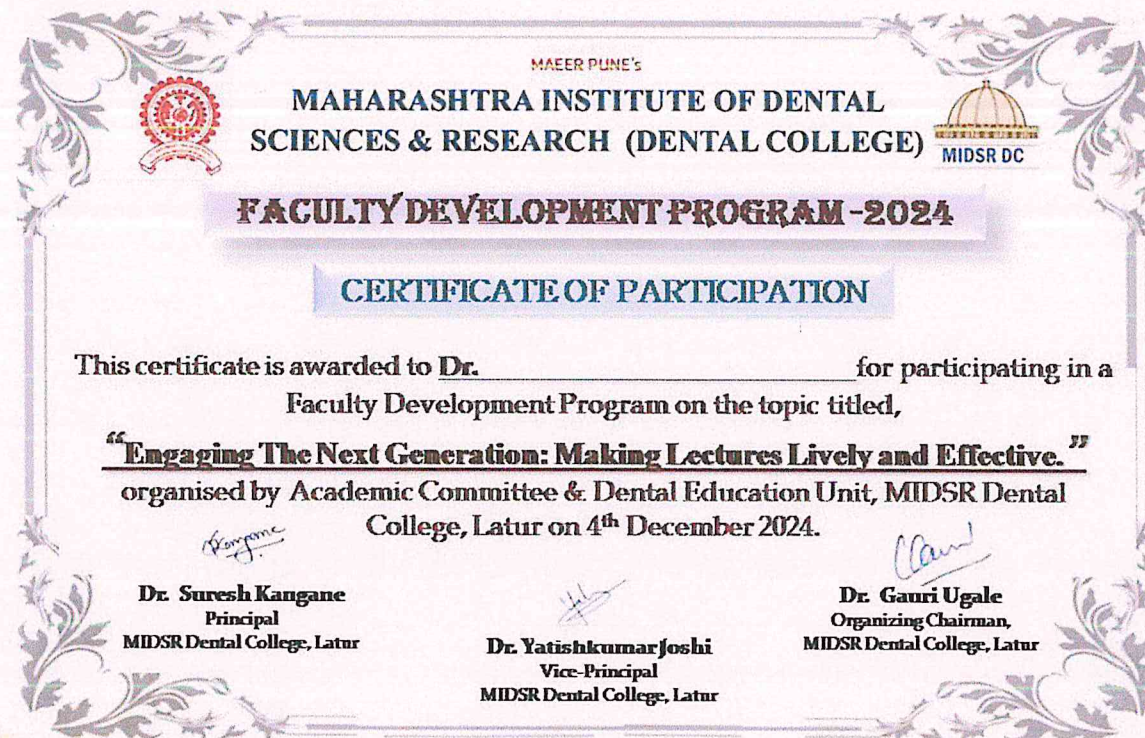 MAEER PUNE's
MAHARASHTRA INSTITUTE OF DENTAL
SCIENCES & RESEARCH (DENTAL COLLEGE)
MIDSR DC
FACULTY DEVELOPMENT PROGRAM -2024
CERTIFICATE OF PARTICIPATION
This certificate is awarded to Dr. for participating in a
Faculty Development Program on the topic titled,
“Engaging The Next Generation: Making Lectures Lively and Effective.”
organised by Academic Committee & Dental Education Unit, MIDSR Dental
College, Latur on 4th December 2024.
Dr. Suresh Kangane
Principal
MIDSR Dental College, Latur
Dr. Yatishkumar Joshi
Vice-Principal
MIDSR Dental College, Latur
Dr. Gauri Ugale
Organizing Chairman,
MIDSR Dental College, Latur